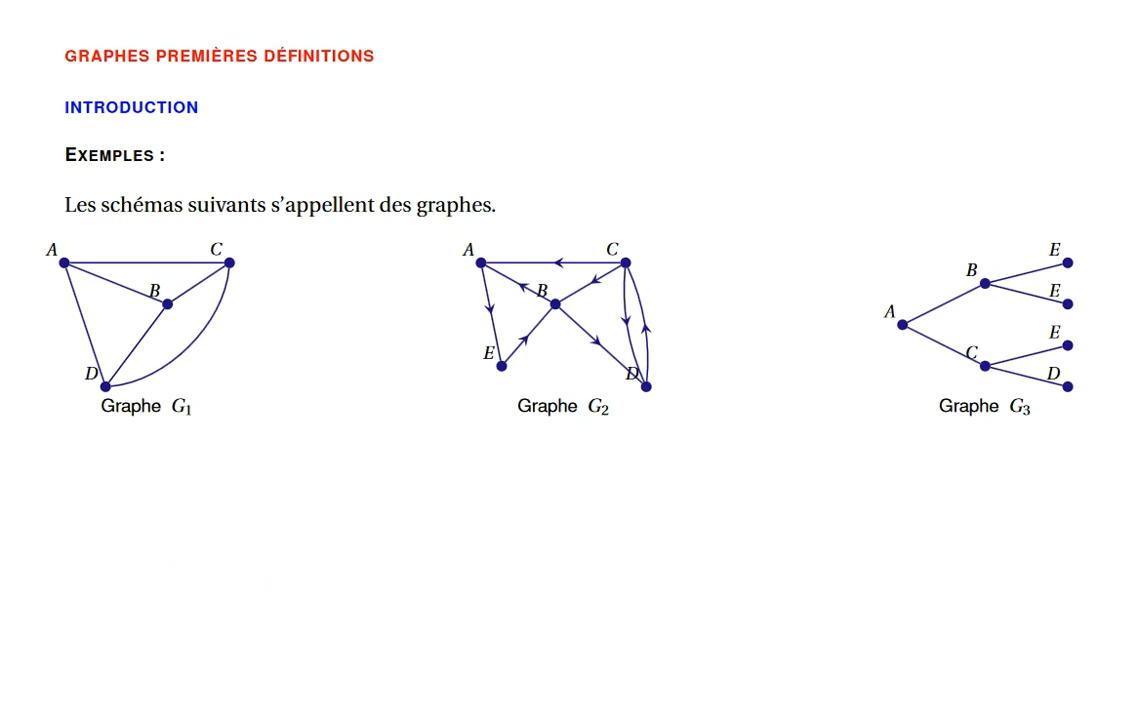 GRAPHES PREMIÈRES DÉFINITIONS
INTRODUCTION
EXEMPLES :
Les schémas suivants s'appellent des graphes.
A C A C E
B B B E
A
E C E
D D D
Graphe G₁ Graphe G₂ Graphe G₃